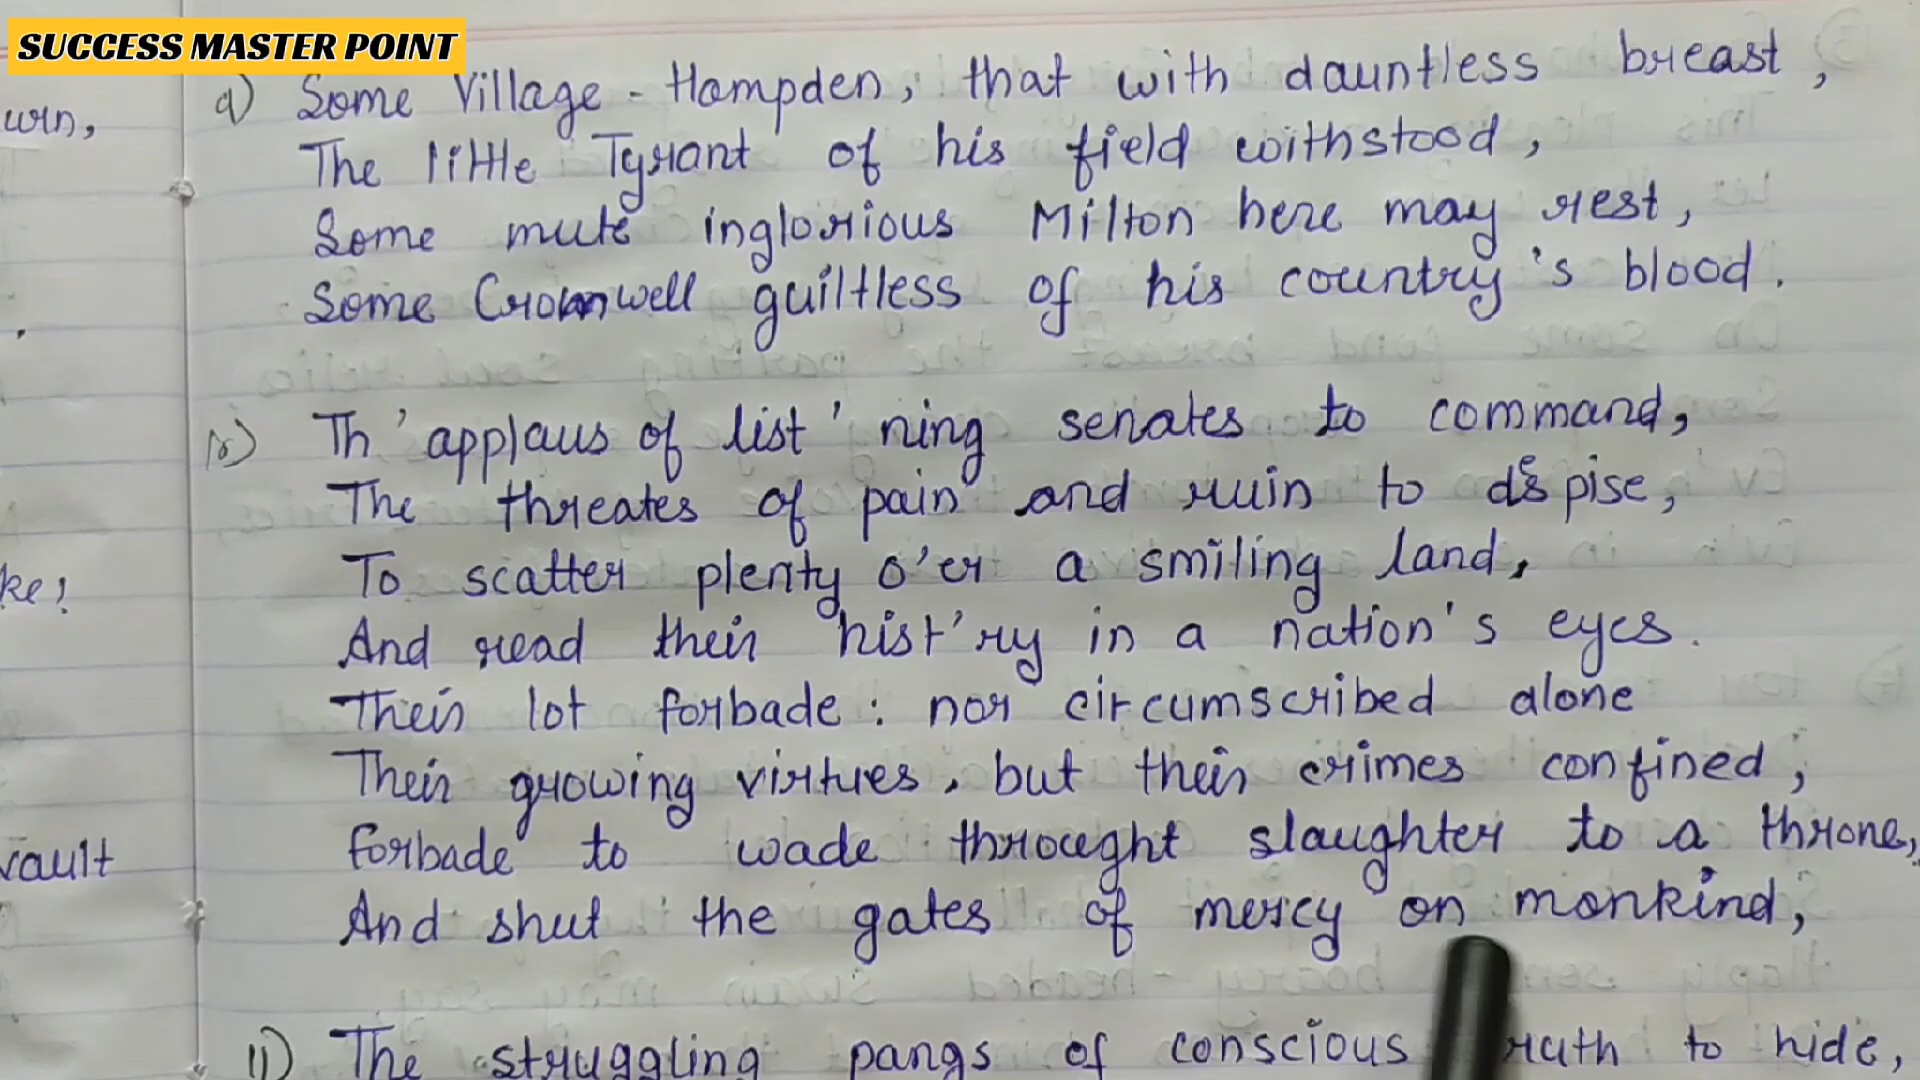 SUCCESS MASTER POINT
urn,
ke!
vault
9) Some Village - Hampden, that with dauntless breast,
The little Tyrant of his field withstood,
Some mute inglorious Milton here may rest,
Some Cromwell guiltless of his country's blood.
10) Th' applaus of list'ning senates to command,
The threates of pain and ruin to despise,
To scatter plenty o'er a smiling land,
And read their hist'ry in a nation's eyes.
Their lot forbade: nor circumscribed alone
Their growing virtues, but their crimes confined;
forbade to wade throught slaughter to a throne,
And shut the gates of mercy on mankind;
11) The struggling pangs of conscious truth to hide,